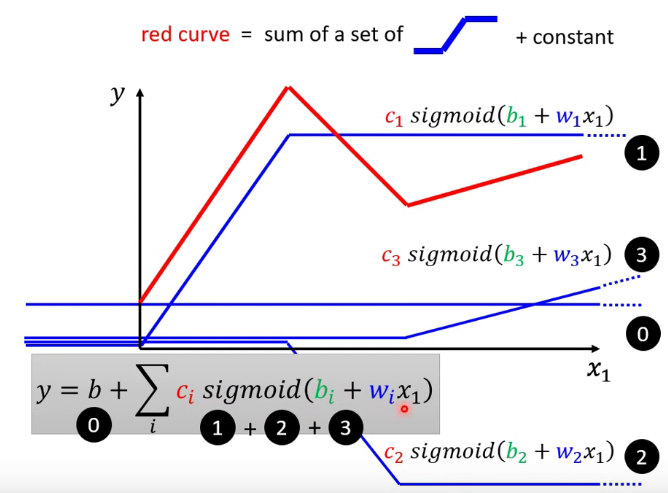 red curve = sum of a set of + constant
y
c₁ sigmoid(b₁ + w₁x₁)
1
c₃ sigmoid(b₃ + w₃x₁)
3
0
x₁
y = b + ∑ᵢ cᵢ sigmoid(bᵢ + wᵢx₁)
0 1 + 2 + 3
c₂ sigmoid(b₂ + w₂x₁)
2